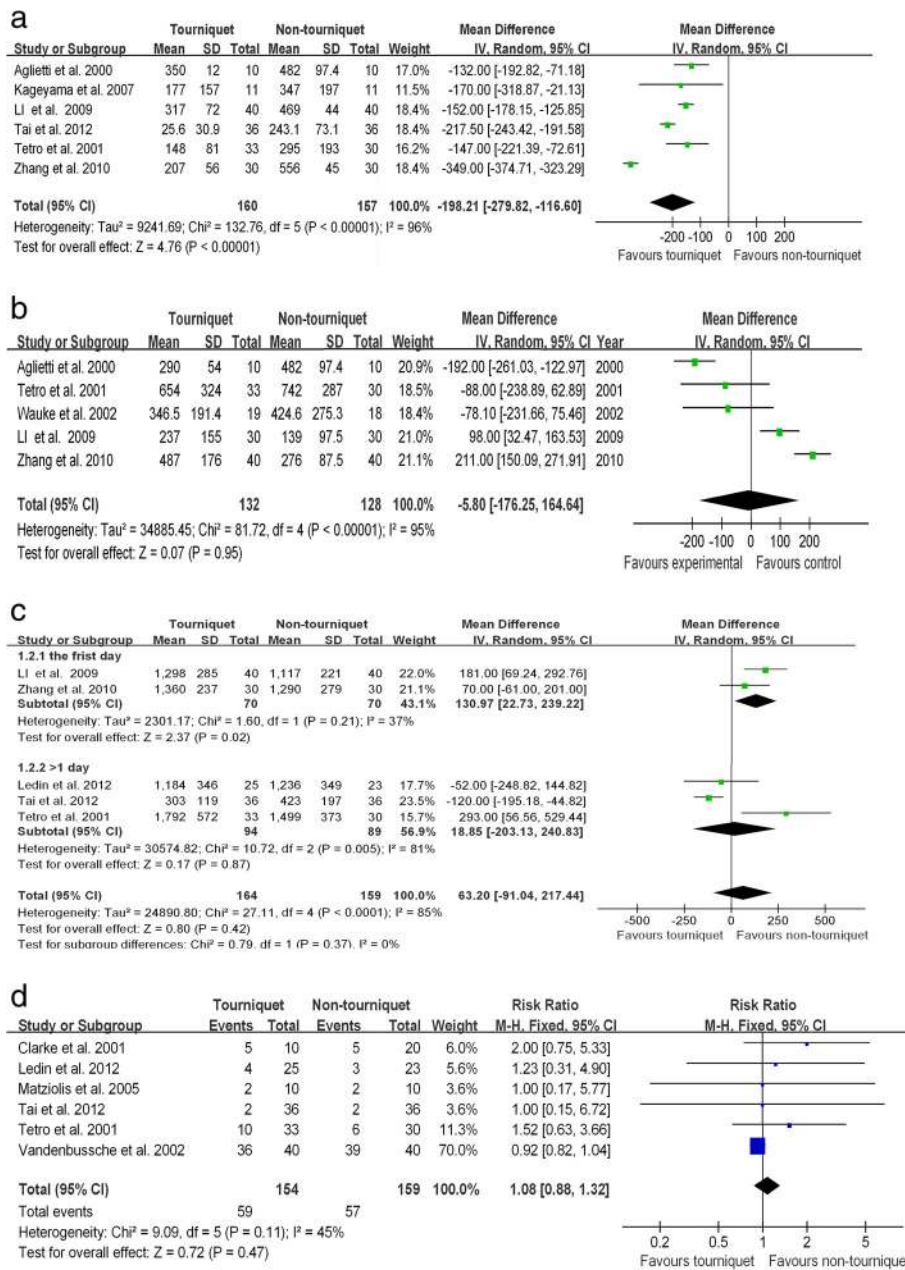 a
Tourniquet Non-tourniquet Mean Difference Mean Difference
Study or Subgroup Mean SD Total Mean SD Total Weight IV, Random, 95% CI IV, Random, 95% CI
Aglietti et al. 2000 350 12 10 482 97.4 10 17.0% -132.00 [-192.82, -71.18]
Kageyama et al. 2007 177 157 11 347 197 11 11.5% -170.00 [-318.87, -21.13]
LI et al. 2009 317 72 40 469 44 40 18.4% -152.00 [-178.15, -125.85]
Tai et al. 2012 25.6 30.9 36 243.1 73.1 36 18.4% -217.50 [-243.42, -191.58]
Tetro et al. 2001 148 81 33 295 193 30 17.6% -147.00 [-221.39, -72.61]
Zhang et al. 2010 207 56 30 556 45 30 18.4% -349.00 [-374.71, -323.29]
Total (95% CI) 160 157 100.0% -198.21 [-279.82, -116.60]
Heterogeneity: Tau² = 9241.69; Chi² = 132.76, df = 5 (P < 0.00001); I² = 96%
Test for overall effect: Z = 4.76 (P < 0.00001)
-200 -100 0 100 200
Favours tourniquet Favours non-tourniquet
b
Tourniquet Non-tourniquet Mean Difference Mean Difference
Study or Subgroup Mean SD Total Mean SD Total Weight IV, Random, 95% CI Year IV, Random, 95% CI
Aglietti et al. 2000 290 54 10 482 97.4 10 20.9% -192.00 [-261.03, -122.97] 2000
Tetro et al. 2001 654 324 33 742 287 30 18.5% -88.00 [-238.89, 62.89] 2001
Wauke et al. 2002 346.5 191.4 19 424.6 275.3 18 18.4% -78.10 [-231.66, 75.46] 2002
LI et al. 2009 237 155 30 139 97.5 30 21.0% 98.00 [32.47, 163.53] 2009
Zhang et al. 2010 487 176 40 276 87.5 40 21.1% 211.00 [150.09, 271.91] 2010
Total (95% CI) 132 128 100.0% -5.80 [-176.25, 164.64]
Heterogeneity: Tau² = 34885.45; Chi² = 81.72, df = 4 (P < 0.00001); I² = 95%
Test for overall effect: Z = 0.07 (P = 0.95)
-200 -100 0 100 200
Favours experimental Favours control
c
Tourniquet Non-tourniquet Mean Difference Mean Difference
Study or Subgroup Mean SD Total Mean SD Total Weight IV, Random, 95% CI IV, Random, 95% CI
1.2.1 the frist day
LI et al. 2009 1,298 285 40 1,117 221 40 22.0% 181.00 [69.24, 292.76]
Zhang et al. 2010 1,360 237 30 1,290 279 30 21.1% 70.00 [-61.00, 201.00]
Subtotal (95% CI) 70 70 43.1% 130.97 [22.73, 239.22]
Heterogeneity: Tau² = 2301.17; Chi² = 1.60, df = 1 (P = 0.21); I² = 37%
Test for overall effect: Z = 2.37 (P = 0.02)
1.2.2 >1 day
Ledin et al. 2012 1,184 346 25 1,236 349 23 17.7% -52.00 [-248.82, 144.82]
Tai et al. 2012 303 119 36 423 197 36 23.5% -120.00 [-195.18, -44.82]
Tetro et al. 2001 1,792 572 33 1,499 373 30 15.7% 293.00 [56.56, 529.44]
Subtotal (95% CI) 94 89 56.9% 18.85 [-203.13, 240.83]
Heterogeneity: Tau² = 30574.82; Chi² = 10.72, df = 2 (P = 0.005); I² = 81%
Test for overall effect: Z = 0.17 (P = 0.87)
Total (95% CI) 164 159 100.0% 63.20 [-91.04, 217.44]
Heterogeneity: Tau² = 24890.80; Chi² = 27.11, df = 4 (P < 0.0001); I² = 85%
Test for overall effect: Z = 0.80 (P = 0.42)
Test for subgroup differences: Chi² = 0.79, df = 1 (P = 0.37), I² = 0%
-500 -250 0 250 500
Favours tourniquet Favours non-tourniquet
d
Tourniquet Non-tourniquet Risk Ratio Risk Ratio
Study or Subgroup Events Total Events Total Weight M-H, Fixed, 95% CI M-H, Fixed, 95% CI
Clarke et al. 2001 5 10 5 20 6.0% 2.00 [0.75, 5.33]
Ledin et al. 2012 4 25 3 23 5.6% 1.23 [0.31, 4.90]
Matziolis et al. 2005 2 10 2 10 3.6% 1.00 [0.17, 5.77]
Tai et al. 2012 2 36 2 36 3.6% 1.00 [0.15, 6.72]
Tetro et al. 2001 10 33 6 30 11.3% 1.52 [0.63, 3.66]
Vandenbussche et al. 2002 36 40 39 40 70.0% 0.92 [0.82, 1.04]
Total (95% CI) 154 159 100.0% 1.08 [0.88, 1.32]
Total events 59 57
Heterogeneity: Chi² = 9.09, df = 5 (P = 0.11); I² = 45%
Test for overall effect: Z = 0.72 (P = 0.47)
0.2 0.5 1 2 5
Favours tourniquet Favours non-tournique